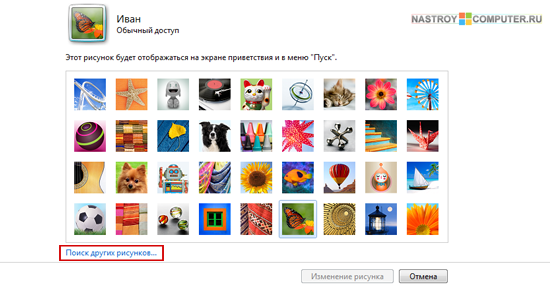 Иван
Обычный доступ
NASTROY COMPUTER.RU
Этот рисунок будет отображаться на экране приветствия и в меню "Пуск".
Поиск других рисунков...
Изменение рисунка
Отмена